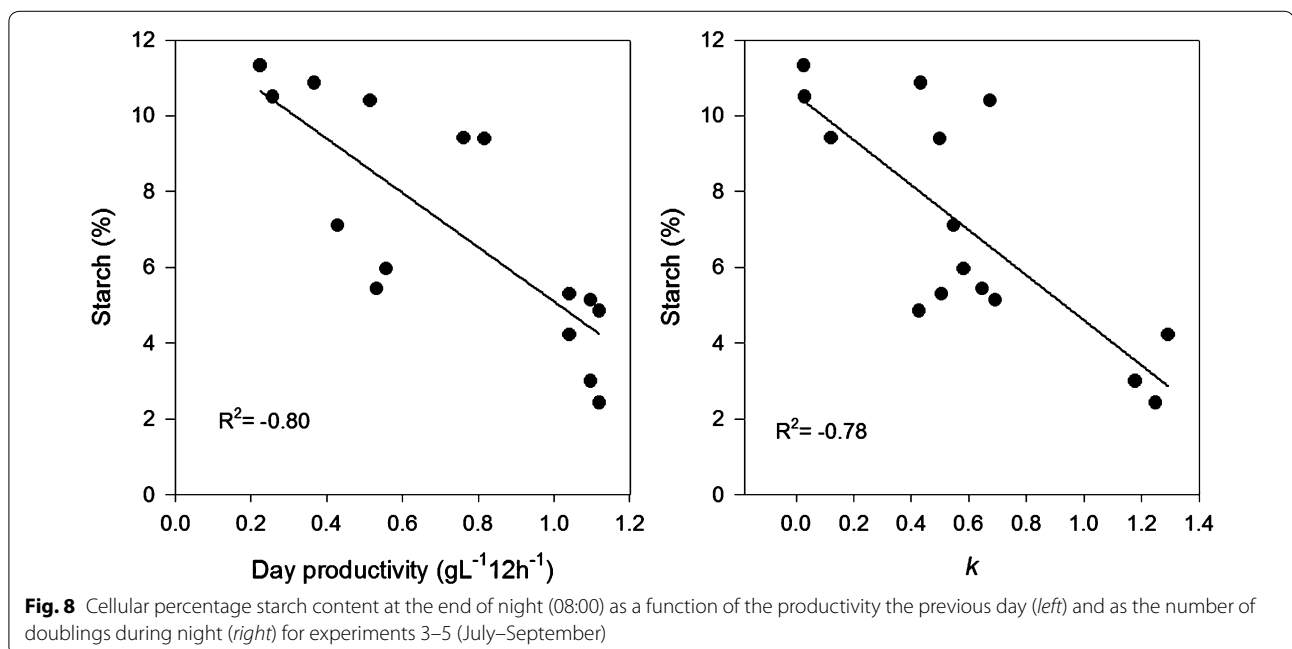 12
10
8
6
4
2
0
Starch (%)
R²= -0.80
0.0 0.2 0.4 0.6 0.8 1.0 1.2
Day productivity (gL⁻¹12h⁻¹)
12
10
8
6
4
2
0
Starch (%)
R²= -0.78
0.0 0.2 0.4 0.6 0.8 1.0 1.2 1.4
k
Fig. 8 Cellular percentage starch content at the end of night (08:00) as a function of the productivity the previous day (left) and as the number of
doublings during night (right) for experiments 3–5 (July–September)